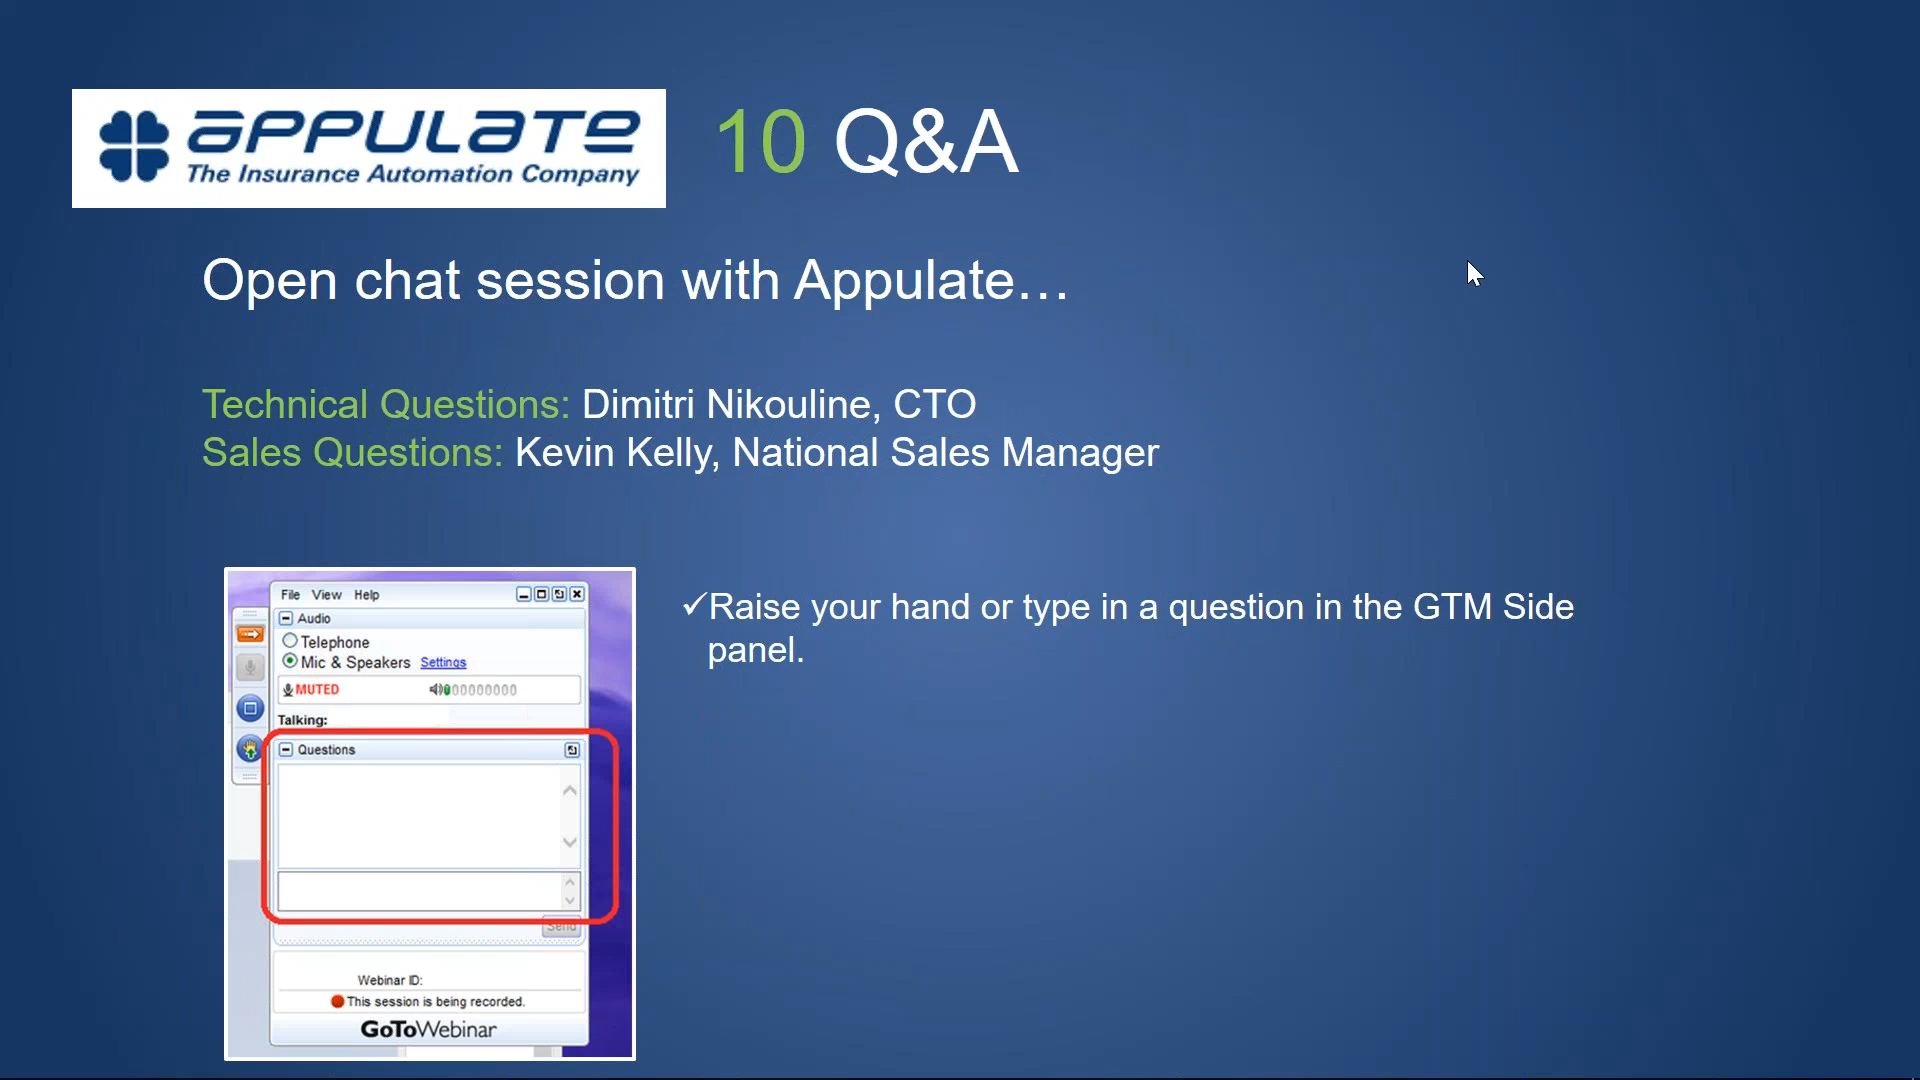 APPULATE
The Insurance Automation Company
10 Q&A
Open chat session with Appulate…
Technical Questions: Dimitri Nikouline, CTO
Sales Questions: Kevin Kelly, National Sales Manager
✓Raise your hand or type in a question in the GTM Side
panel.
File View Help
Audio
Telephone
Mic & Speakers Settings
MUTED
Talking:
Questions
Send
Webinar ID:
This session is being recorded.
GoToWebinar